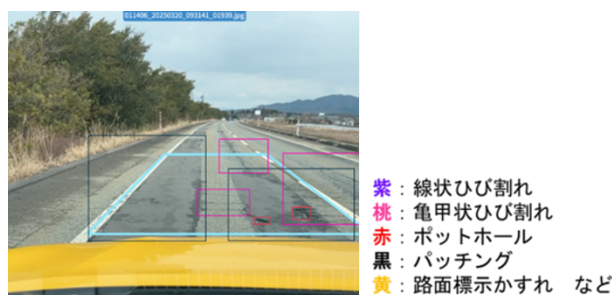 011406_20250320_093141_01939.jpg
紫：線状ひび割れ
桃：亀甲状ひび割れ
赤：ポットホール
黒：パッチング
黄：路面標示かすれ　など